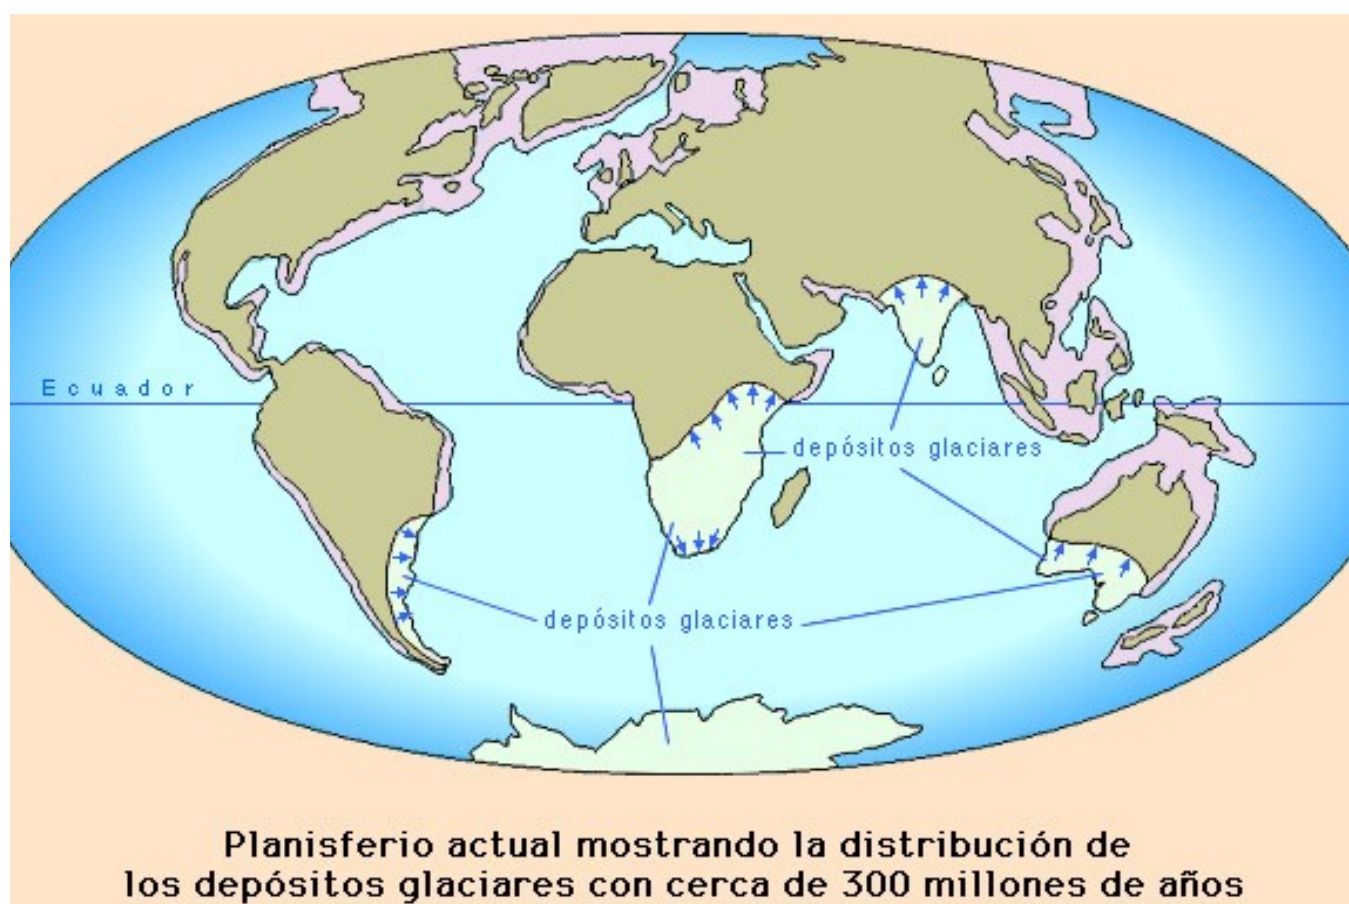 Ecuador
depósitos glaciares
depósitos glaciares
Planisferio actual mostrando la distribución de
los depósitos glaciares con cerca de 300 millones de años